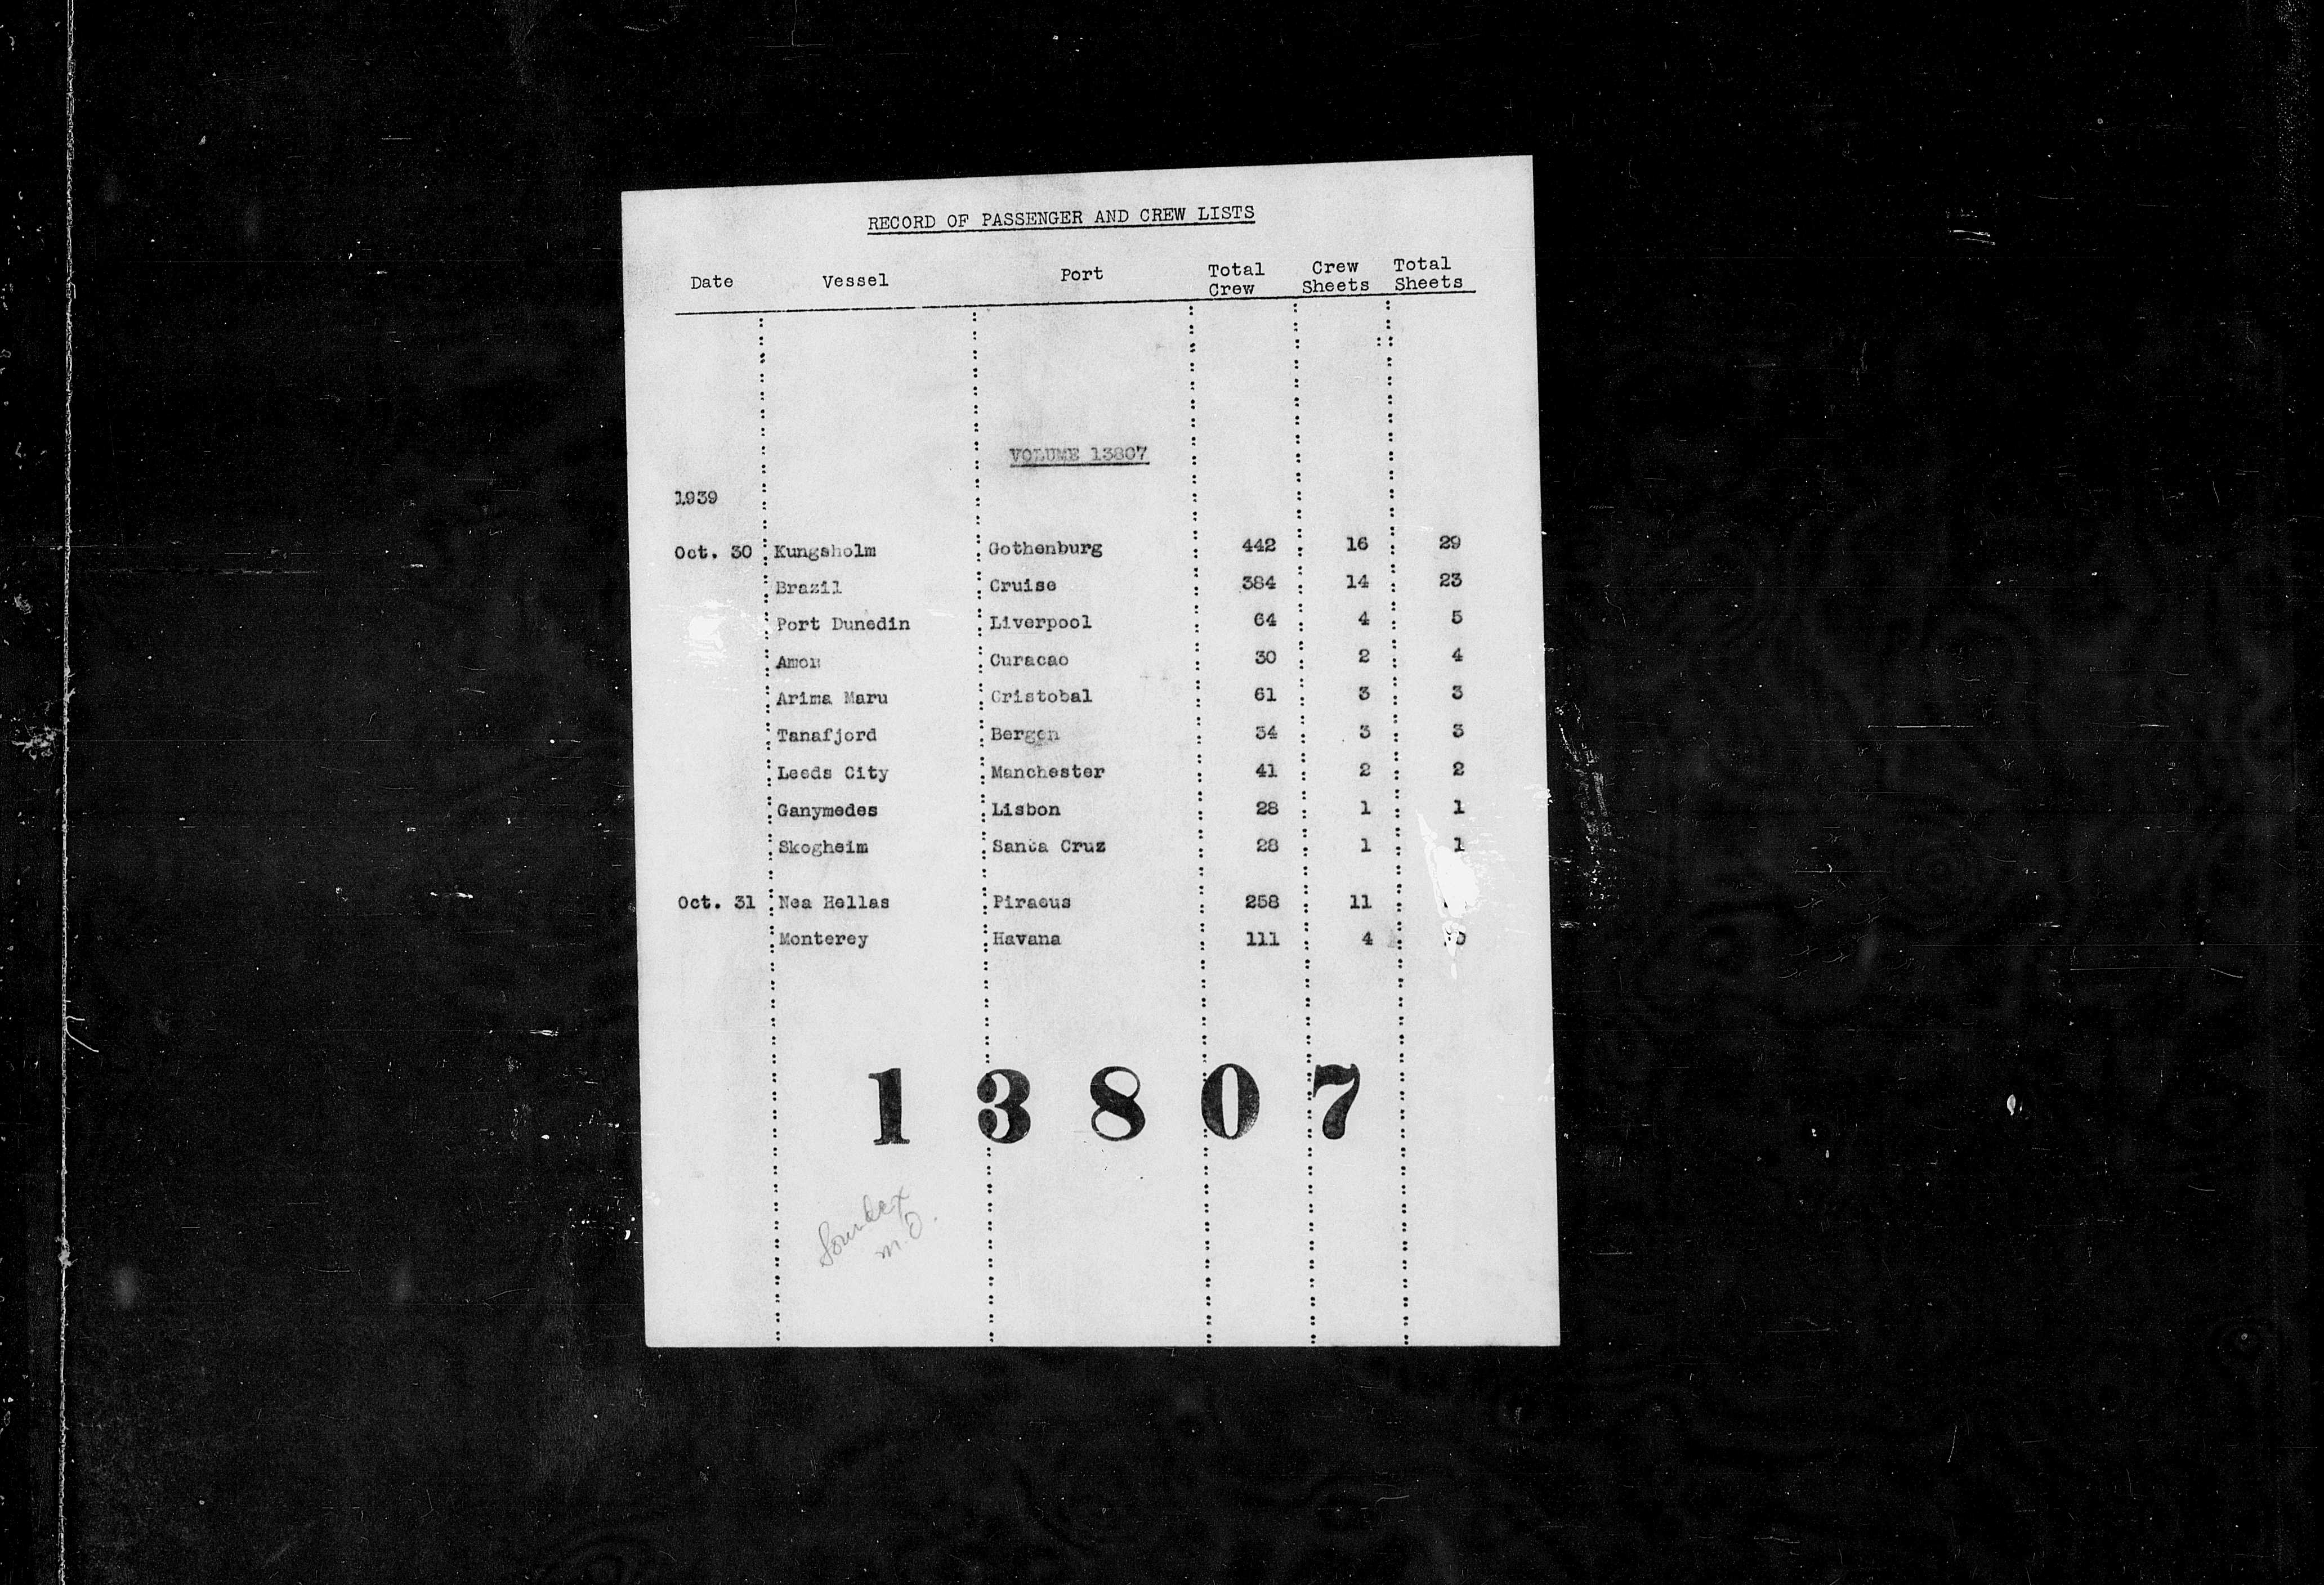 RECORD OF PASSENGER AND CREW LISTS
Date Vessel Port Total Crew Crew Sheets Total Sheets
VOLUME 13807
1939
Oct. 30 Kungsholm Gothenburg 442 16 29
Brazil Cruise 384 14 23
Port Dunedin Liverpool 64 4 5
Amon Curacao 30 2 4
Arima Maru Cristobal 61 3 3
Tanafjord Bergen 34 3 3
Leeds City Manchester 41 2 2
Ganymedes Lisbon 28 1 1
Skogheim Santa Cruz 28 1 1
Oct. 31 Nea Hellas Piraeus 258 11
Monterey Havana 111 4
13807
Soundex
m.O.